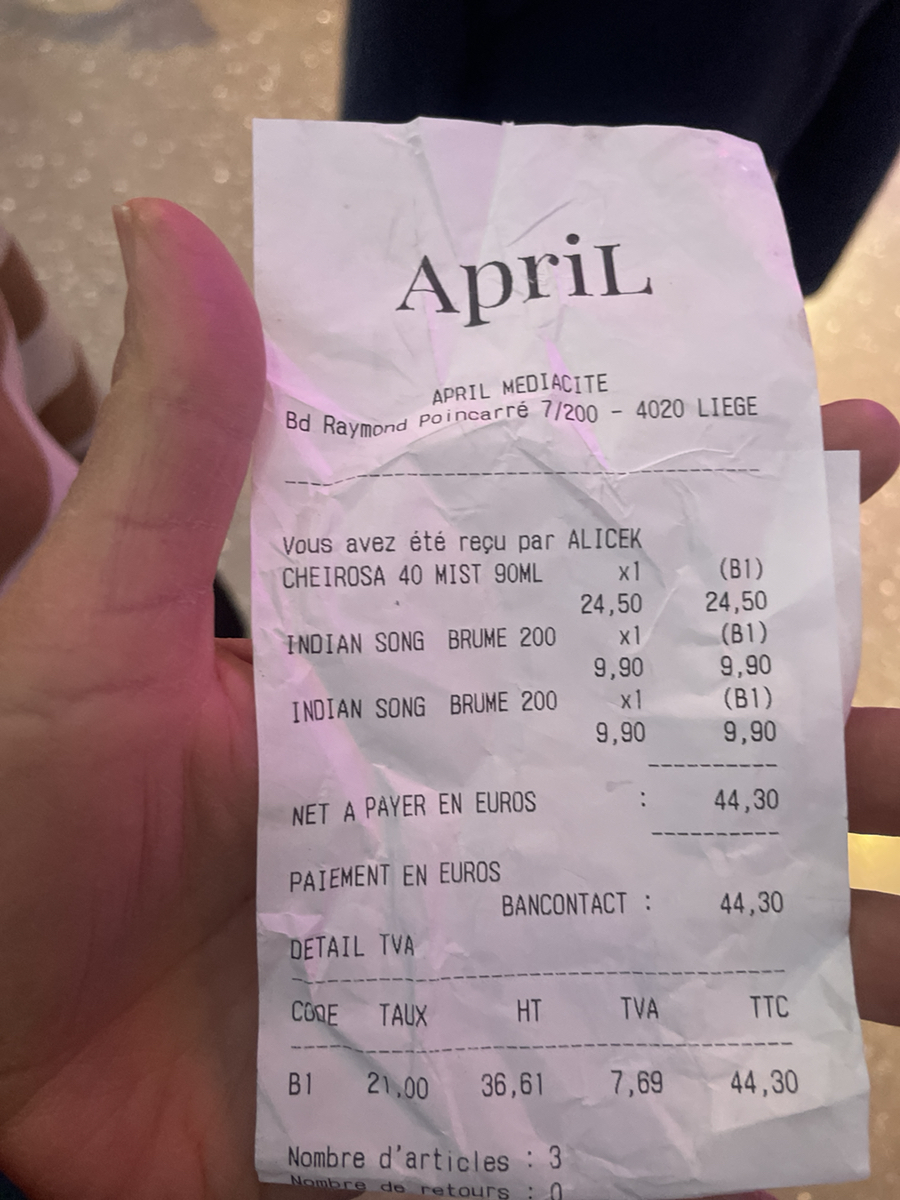 ApriL
APRIL MEDIACITE
Bd Raymond Poincarré 7/200 - 4020 LIEGE
Vous avez été reçu par ALICEK
CHEIROSA 40 MIST 90ML x1 (B1)
24,50 24,50
INDIAN SONG BRUME 200 x1 (B1)
9,90 9,90
INDIAN SONG BRUME 200 x1 (B1)
9,90 9,90
NET A PAYER EN EUROS : 44,30
PAIEMENT EN EUROS
BANCONTACT : 44,30
DETAIL TVA
CODE TAUX HT TVA TTC
B1 21,00 36,61 7,69 44,30
Nombre d'articles : 3
Nombre de retours : 0